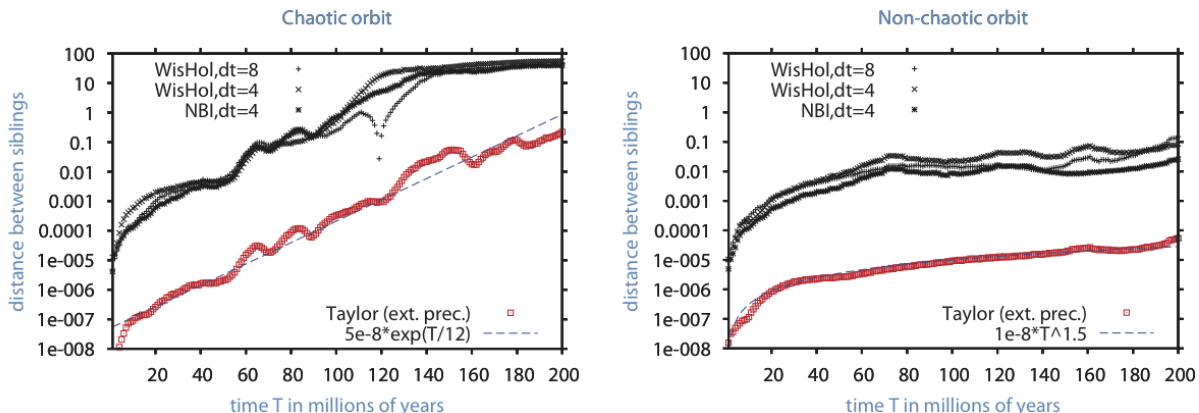 Chaotic orbit
distance between siblings
100
10
1
0.1
0.01
0.001
0.0001
1e-005
1e-006
1e-007
1e-008
WisHol,dt=8
WisHol,dt=4
NBI,dt=4
Taylor (ext. prec.)
5e-8*exp(T/12)
20 40 60 80 100 120 140 160 180 200
time T in millions of years
Non-chaotic orbit
distance between siblings
100
10
1
0.1
0.01
0.001
0.0001
1e-005
1e-006
1e-007
1e-008
WisHol,dt=8
WisHol,dt=4
NBI,dt=4
Taylor (ext. prec.)
1e-8*T^1.5
20 40 60 80 100 120 140 160 180 200
time T in millions of years